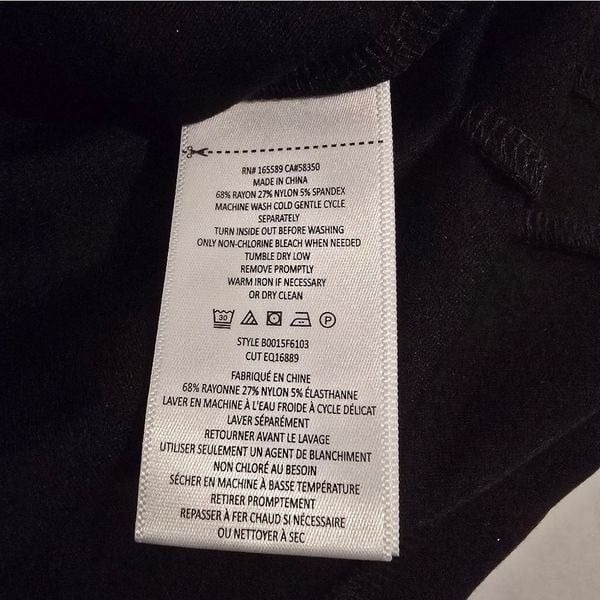 RN# 165589 CA#58350
MADE IN CHINA
68% RAYON 27% NYLON 5% SPANDEX
MACHINE WASH COLD GENTLE CYCLE
SEPARATELY
TURN INSIDE OUT BEFORE WASHING
ONLY NON-CHLORINE BLEACH WHEN NEEDED
TUMBLE DRY LOW
REMOVE PROMPTLY
WARM IRON IF NECESSARY
OR DRY CLEAN
30 P
STYLE B0015F6103
CUT EQ16889
FABRIQUÉ EN CHINE
68% RAYONNE 27% NYLON 5% ÉLASTHANNE
LAVER EN MACHINE À L'EAU FROIDE À CYCLE DÉLICAT
LAVER SÉPARÉMENT
RETOURNER AVANT LE LAVAGE
UTILISER SEULEMENT UN AGENT DE BLANCHIMENT
NON CHLORÉ AU BESOIN
SÉCHER EN MACHINE À BASSE TEMPÉRATURE
RETIRER PROMPTEMENT
REPASSER À FER CHAUD SI NÉCESSAIRE
OU NETTOYER À SEC